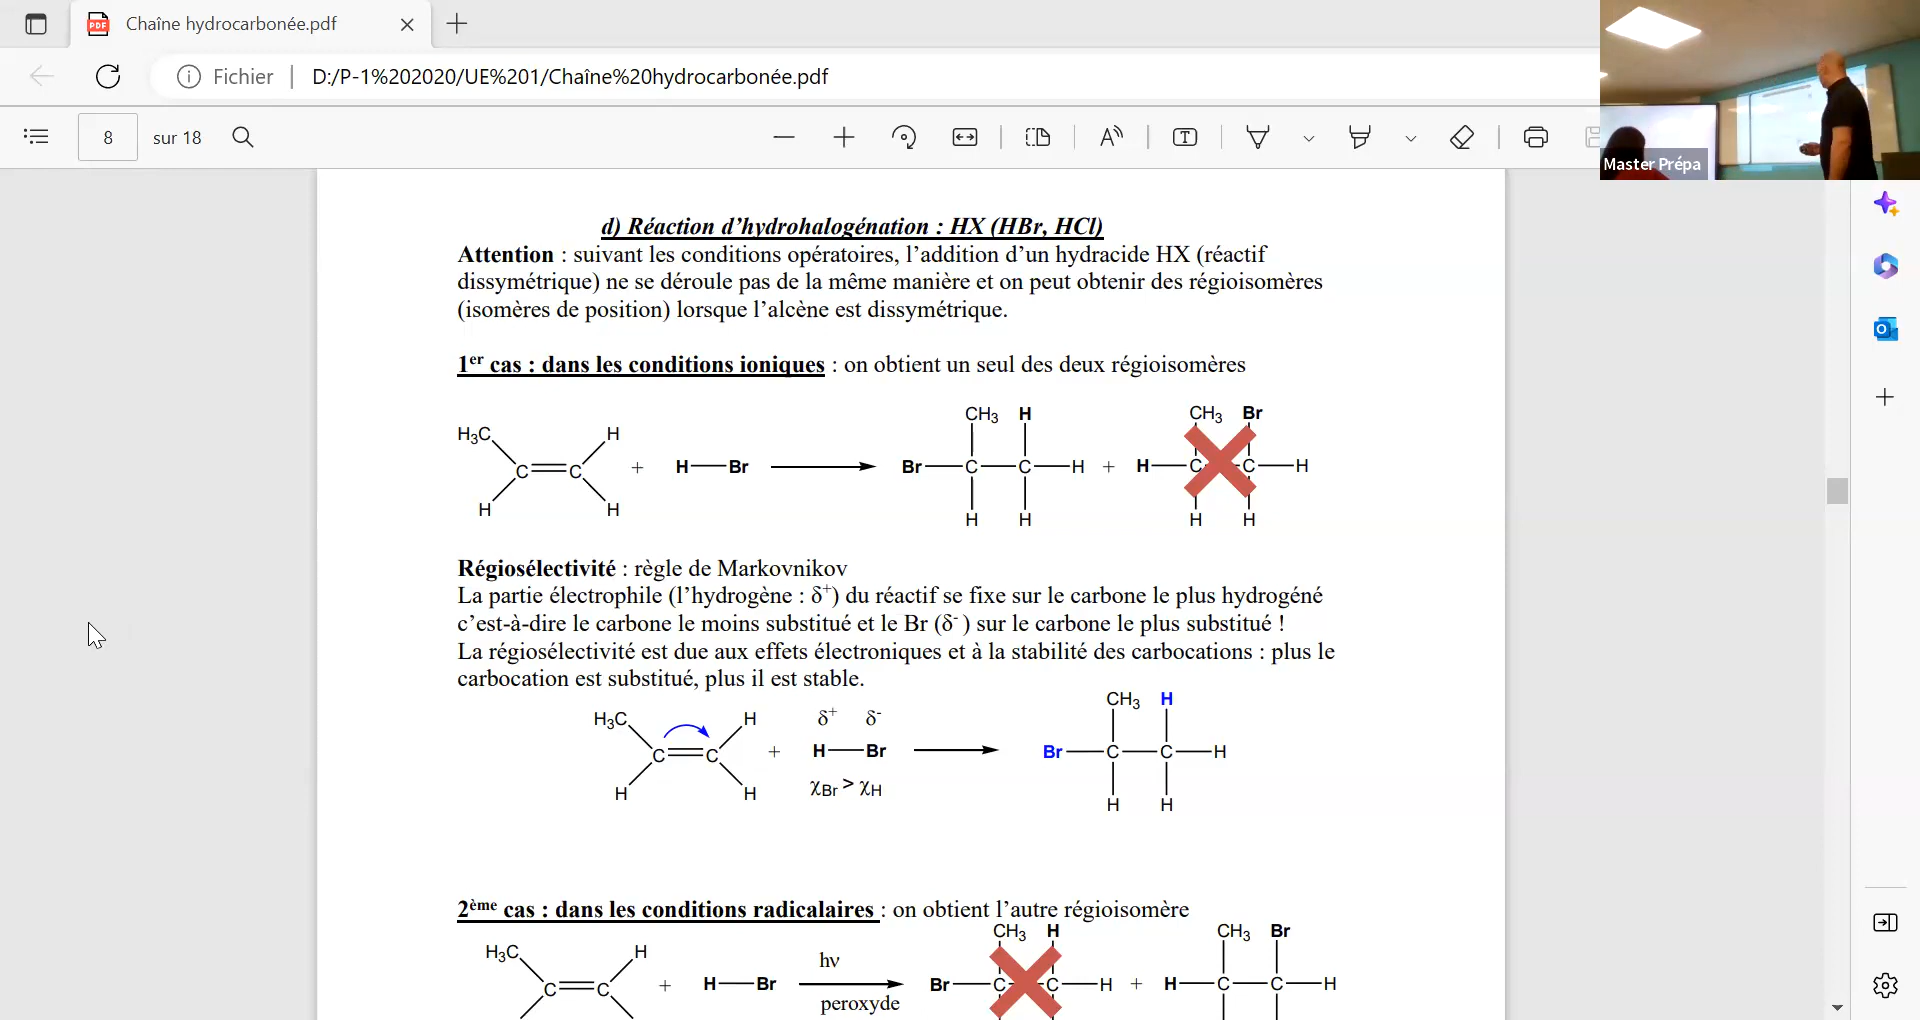 Chaîne hydrocarbonée.pdf
Fichier D:/P-1%202020/UE%201/Chaîne%20hydrocarbonée.pdf
8 sur 18
Master Prépa
d) Réaction d'hydrohalogénation : HX (HBr, HCl)
Attention : suivant les conditions opératoires, l'addition d'un hydracide HX (réactif
dissymétrique) ne se déroule pas de la même manière et on peut obtenir des régioisomères
(isomères de position) lorsque l'alcène est dissymétrique.
1er cas : dans les conditions ioniques : on obtient un seul des deux régioisomères
CH3 H CH3 Br
H3C H
C C + H Br Br C C H + H C C H
H H H H H H
Régiosélectivité : règle de Markovnikov
La partie électrophile (l'hydrogène : δ+) du réactif se fixe sur le carbone le plus hydrogéné
c'est-à-dire le carbone le moins substitué et le Br (δ-) sur le carbone le plus substitué !
La régiosélectivité est due aux effets électroniques et à la stabilité des carbocations : plus le
carbocation est substitué, plus il est stable.
CH3 H
H3C H δ+ δ-
C C + H Br Br C C H
H H χBr > χH H H
2ème cas : dans les conditions radicalaires : on obtient l'autre régioisomère
CH3 H CH3 Br
H3C H hν
C C + H Br Br C C H + H C C H
peroxyde